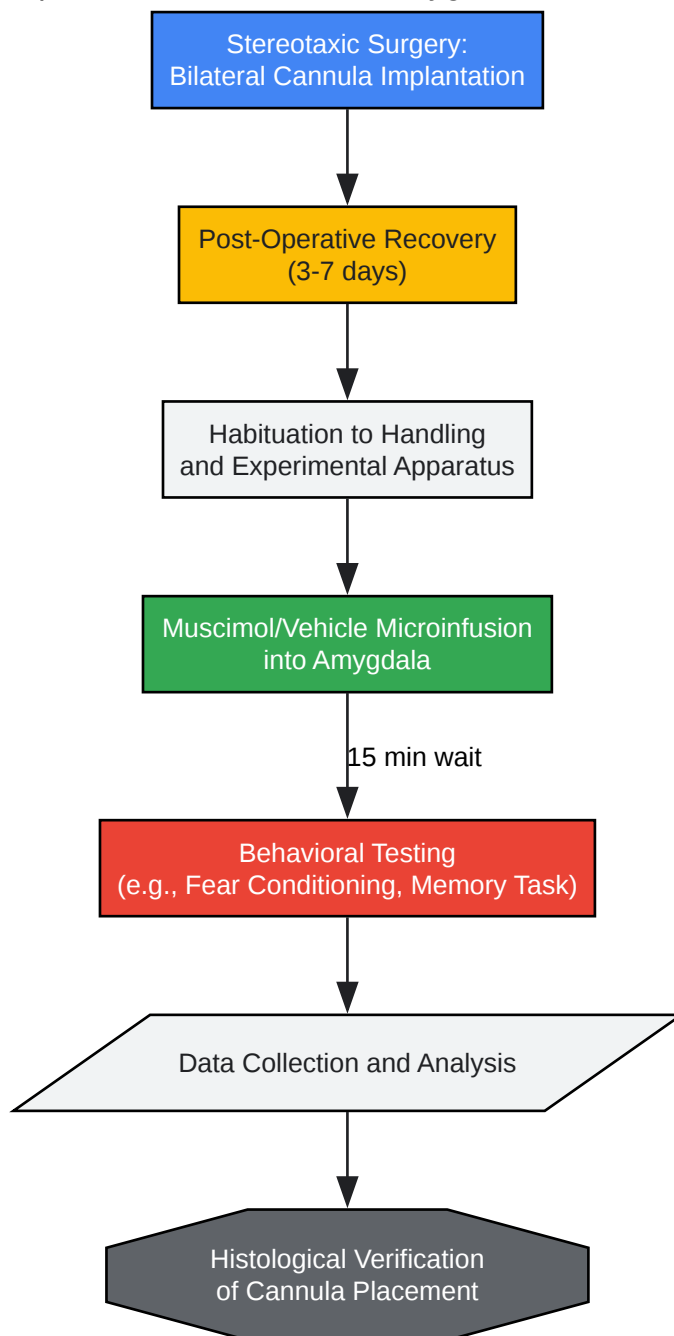 Stereotaxic Surgery:
Bilateral Cannula Implantation
Post-Operative Recovery
(3-7 days)
Habituation to Handling
and Experimental Apparatus
Muscimol/Vehicle Microinfusion
into Amygdala
15 min wait
Behavioral Testing
(e.g., Fear Conditioning, Memory Task)
Data Collection and Analysis
Histological Verification
of Cannula Placement